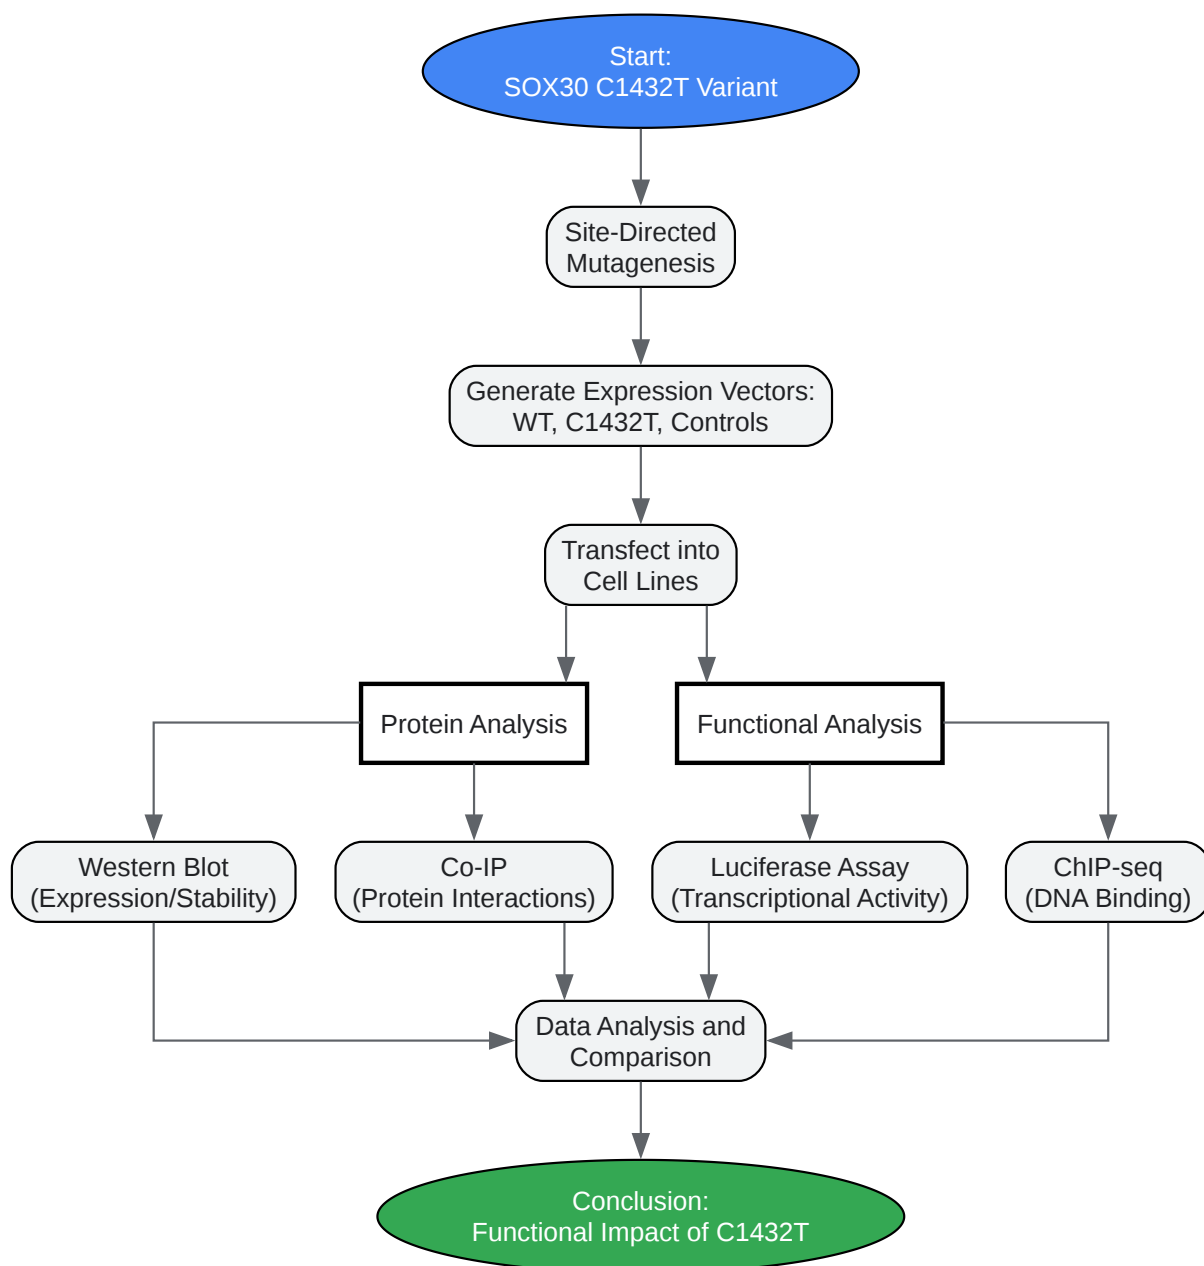 Start:
SOX30 C1432T Variant
Site-Directed
Mutagenesis
Generate Expression Vectors:
WT, C1432T, Controls
Transfect into
Cell Lines
Protein Analysis
Functional Analysis
Western Blot
(Expression/Stability)
Co-IP
(Protein Interactions)
Luciferase Assay
(Transcriptional Activity)
ChIP-seq
(DNA Binding)
Data Analysis and
Comparison
Conclusion:
Functional Impact of C1432T